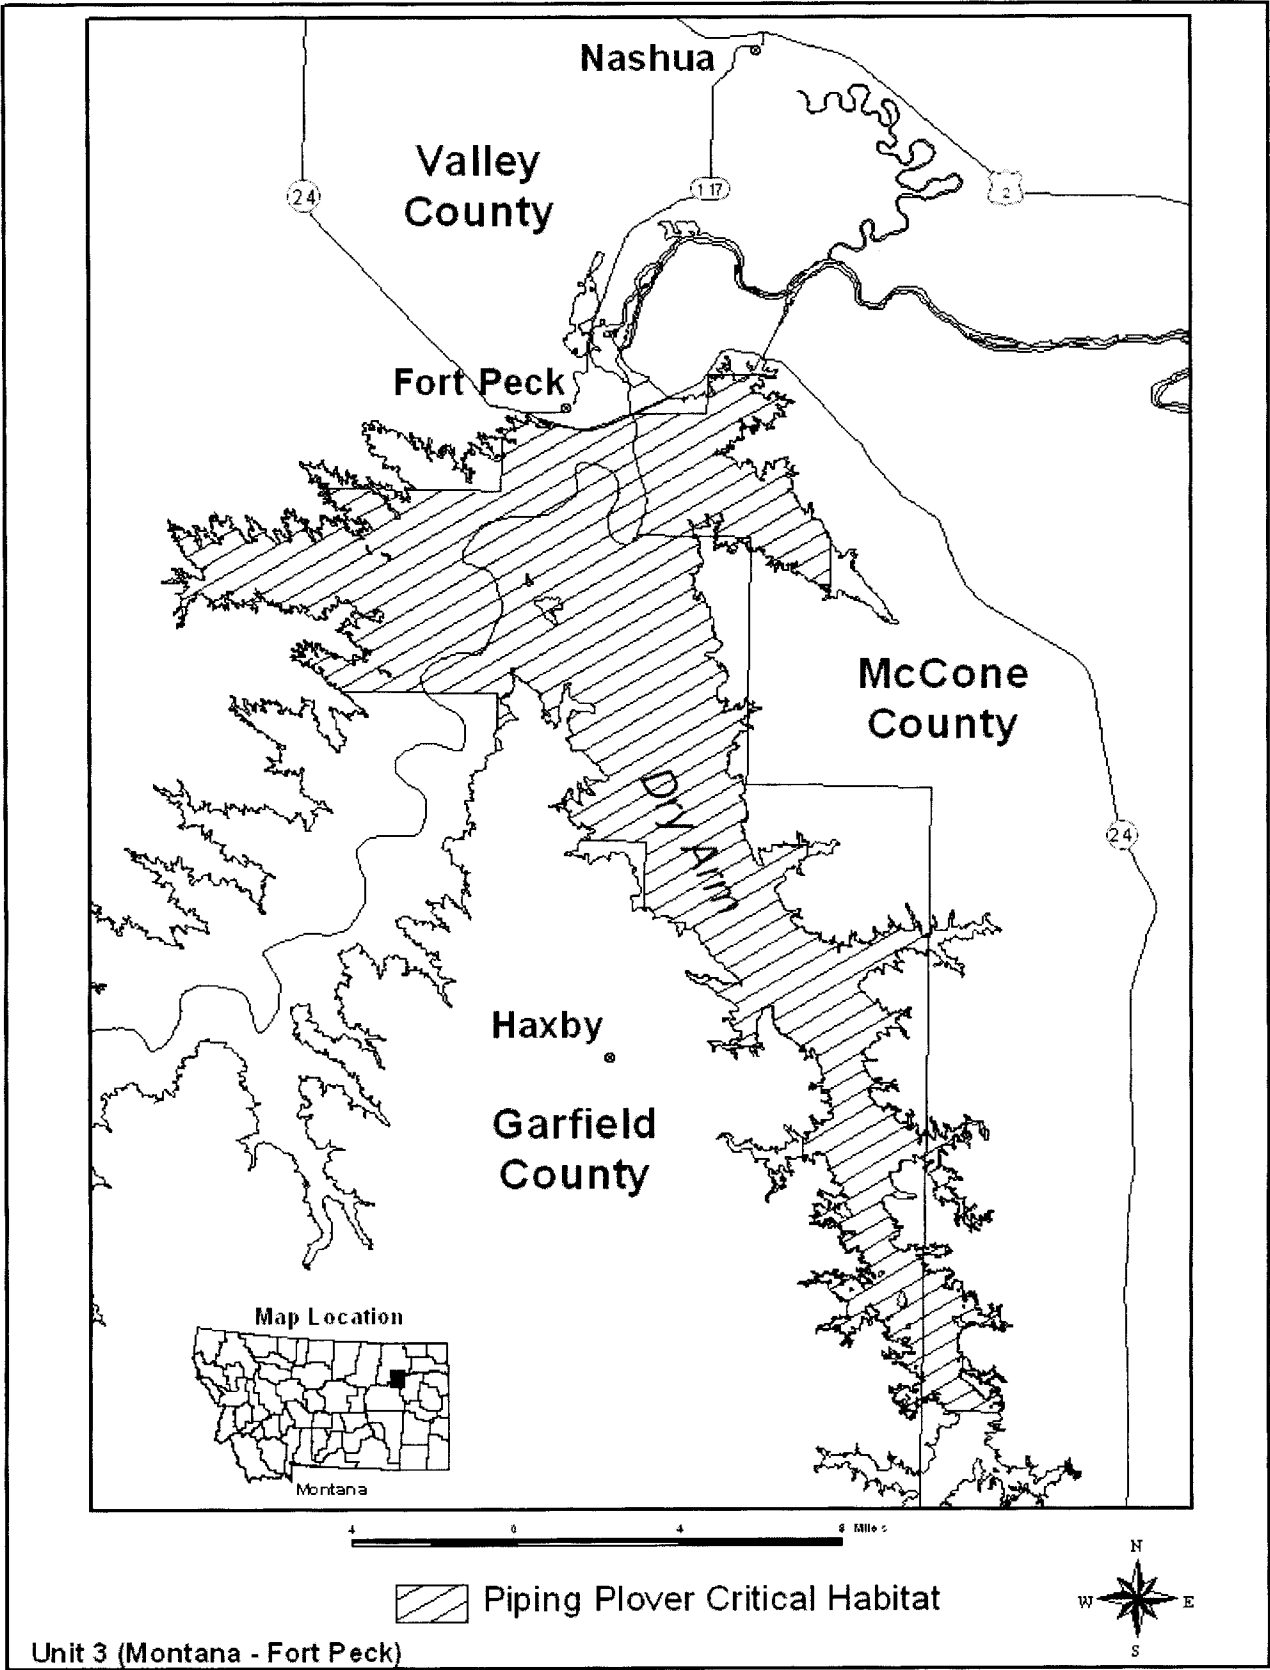 Nashua
Valley
County
24
117
2
Fort Peck
McCone
County
Dry Arm
24
Haxby
Garfield
County
Map Location
Montana
4 0 4 8 Miles
Piping Plover Critical Habitat
N
W E
S
Unit 3 (Montana - Fort Peck)